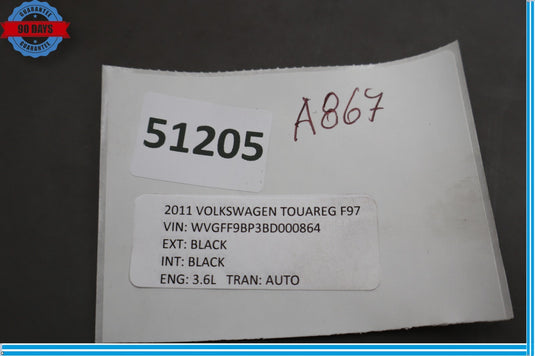 GUARANTEE
90 DAYS
GUARANTEE
A867
51205
2011 VOLKSWAGEN TOUAREG F97
VIN: WVGFF9BP3BD000864
EXT: BLACK
INT: BLACK
ENG: 3.6L TRAN: AUTO